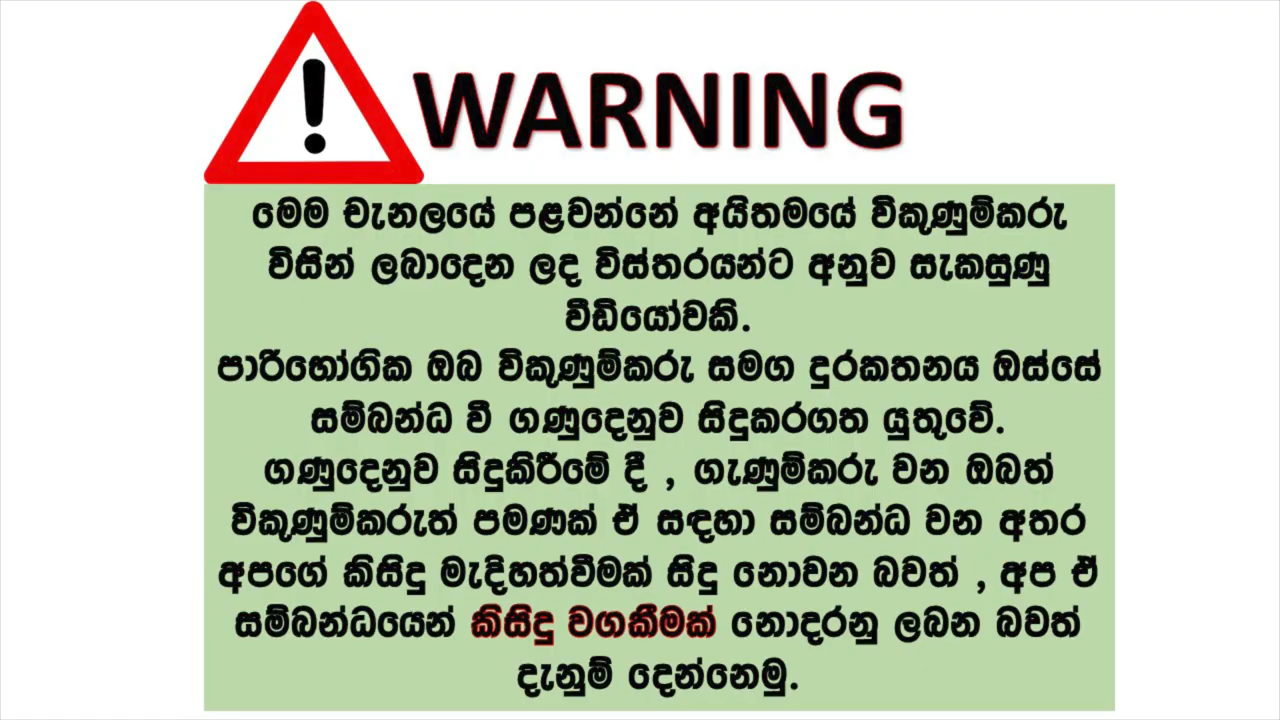 WARNING
මෙම චැනලයේ පළවන්නේ අයිතමයේ විකුණුම්කරු
විසින් ලබාදෙන ලද විස්තරයන්ට අනුව සැකසුණු
වීඩියෝවකි.
පාරිභෝගික ඔබ විකුණුම්කරු සමග දුරකතනය ඔස්සේ
සම්බන්ධ වී ගණුදෙනුව සිදුකරගත යුතුවේ.
ගණුදෙනුව සිදුකිරීමේ දී , ගැණුම්කරු වන ඔබත්
විකුණුම්කරුත් පමණක් ඒ සඳහා සම්බන්ධ වන අතර
අපගේ කිසිදු මැදිහත්වීමක් සිදු නොවන බවත් , අප ඒ
සම්බන්ධයෙන් කිසිදු වගකීමක් නොදරනු ලබන බවත්
දැනුම් දෙන්නෙමු.